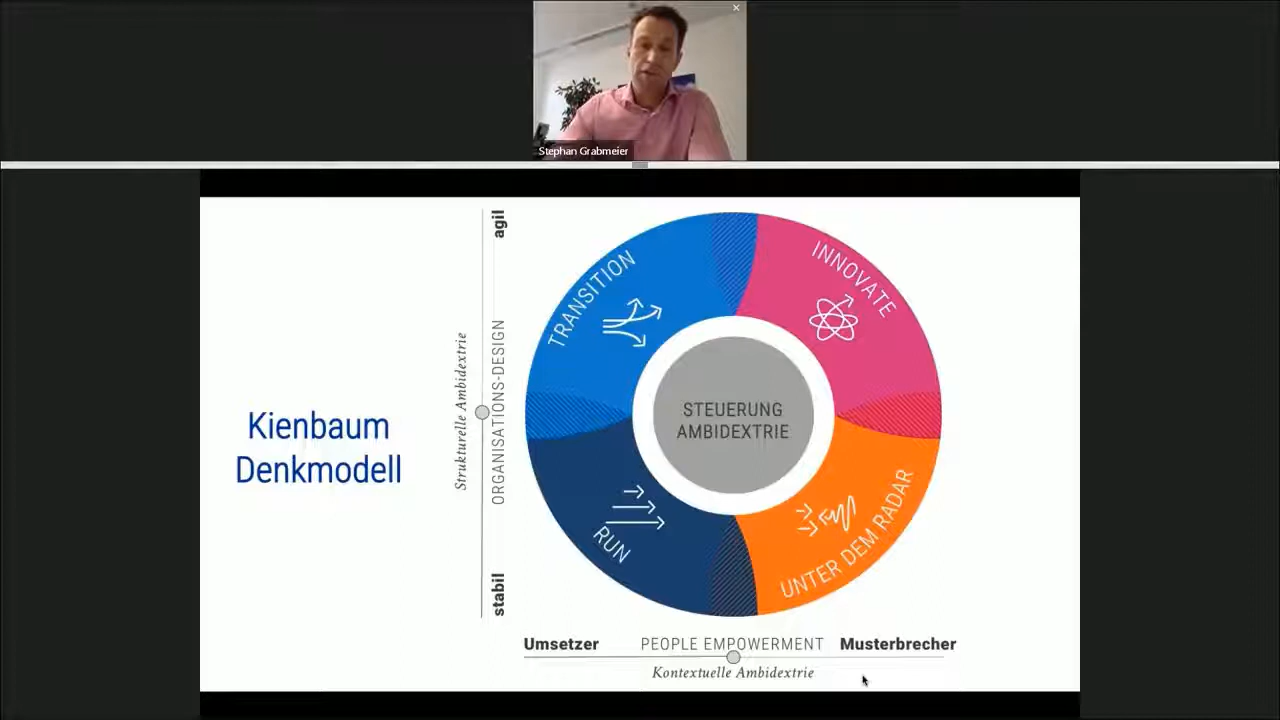 Stephan Grabmeier
Kienbaum
Denkmodell
agil
ORGANISATIONS-DESIGN
Strukturelle Ambidextrie
stabil
TRANSITION
INNOVATE
STEUERUNG
AMBIDEXTRIE
RUN
UNTER DEM RADAR
Umsetzer PEOPLE EMPOWERMENT Musterbrecher
Kontextuelle Ambidextrie